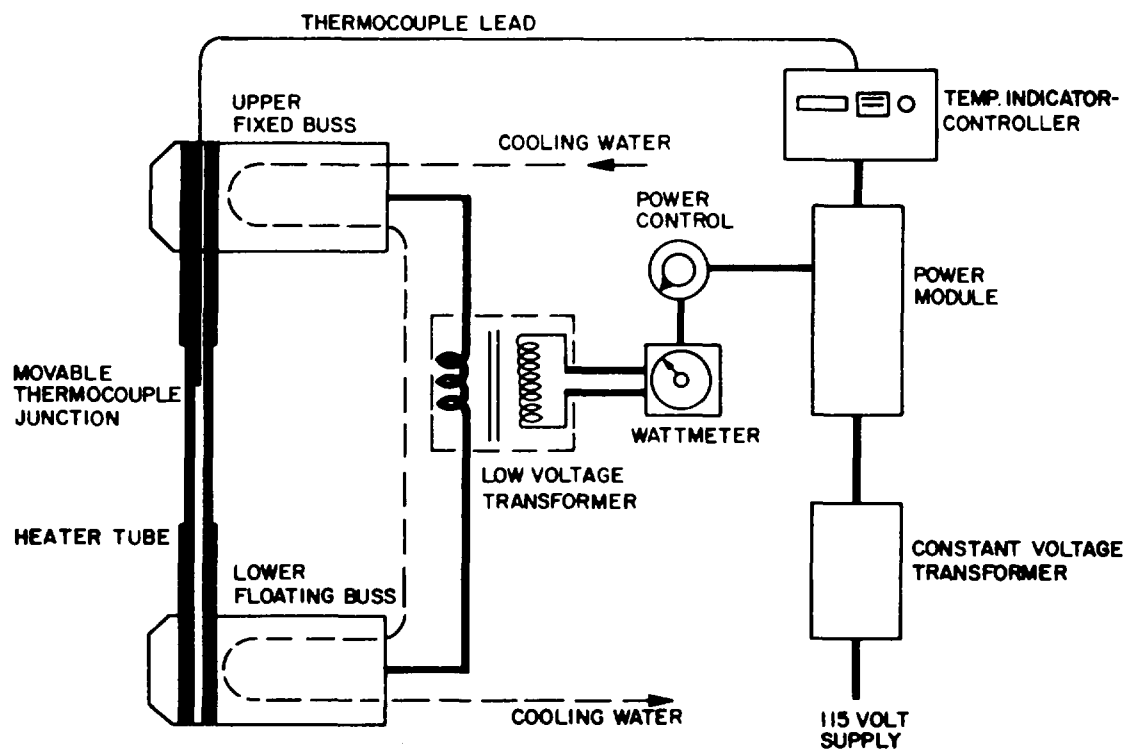 THERMOCOUPLE LEAD
UPPER
FIXED BUSS
COOLING WATER
TEMP. INDICATOR-
CONTROLLER
POWER
CONTROL
POWER
MODULE
MOVABLE
THERMOCOUPLE
JUNCTION
WATTMETER
LOW VOLTAGE
TRANSFORMER
HEATER TUBE
LOWER
FLOATING BUSS
CONSTANT VOLTAGE
TRANSFORMER
COOLING WATER
115 VOLT
SUPPLY